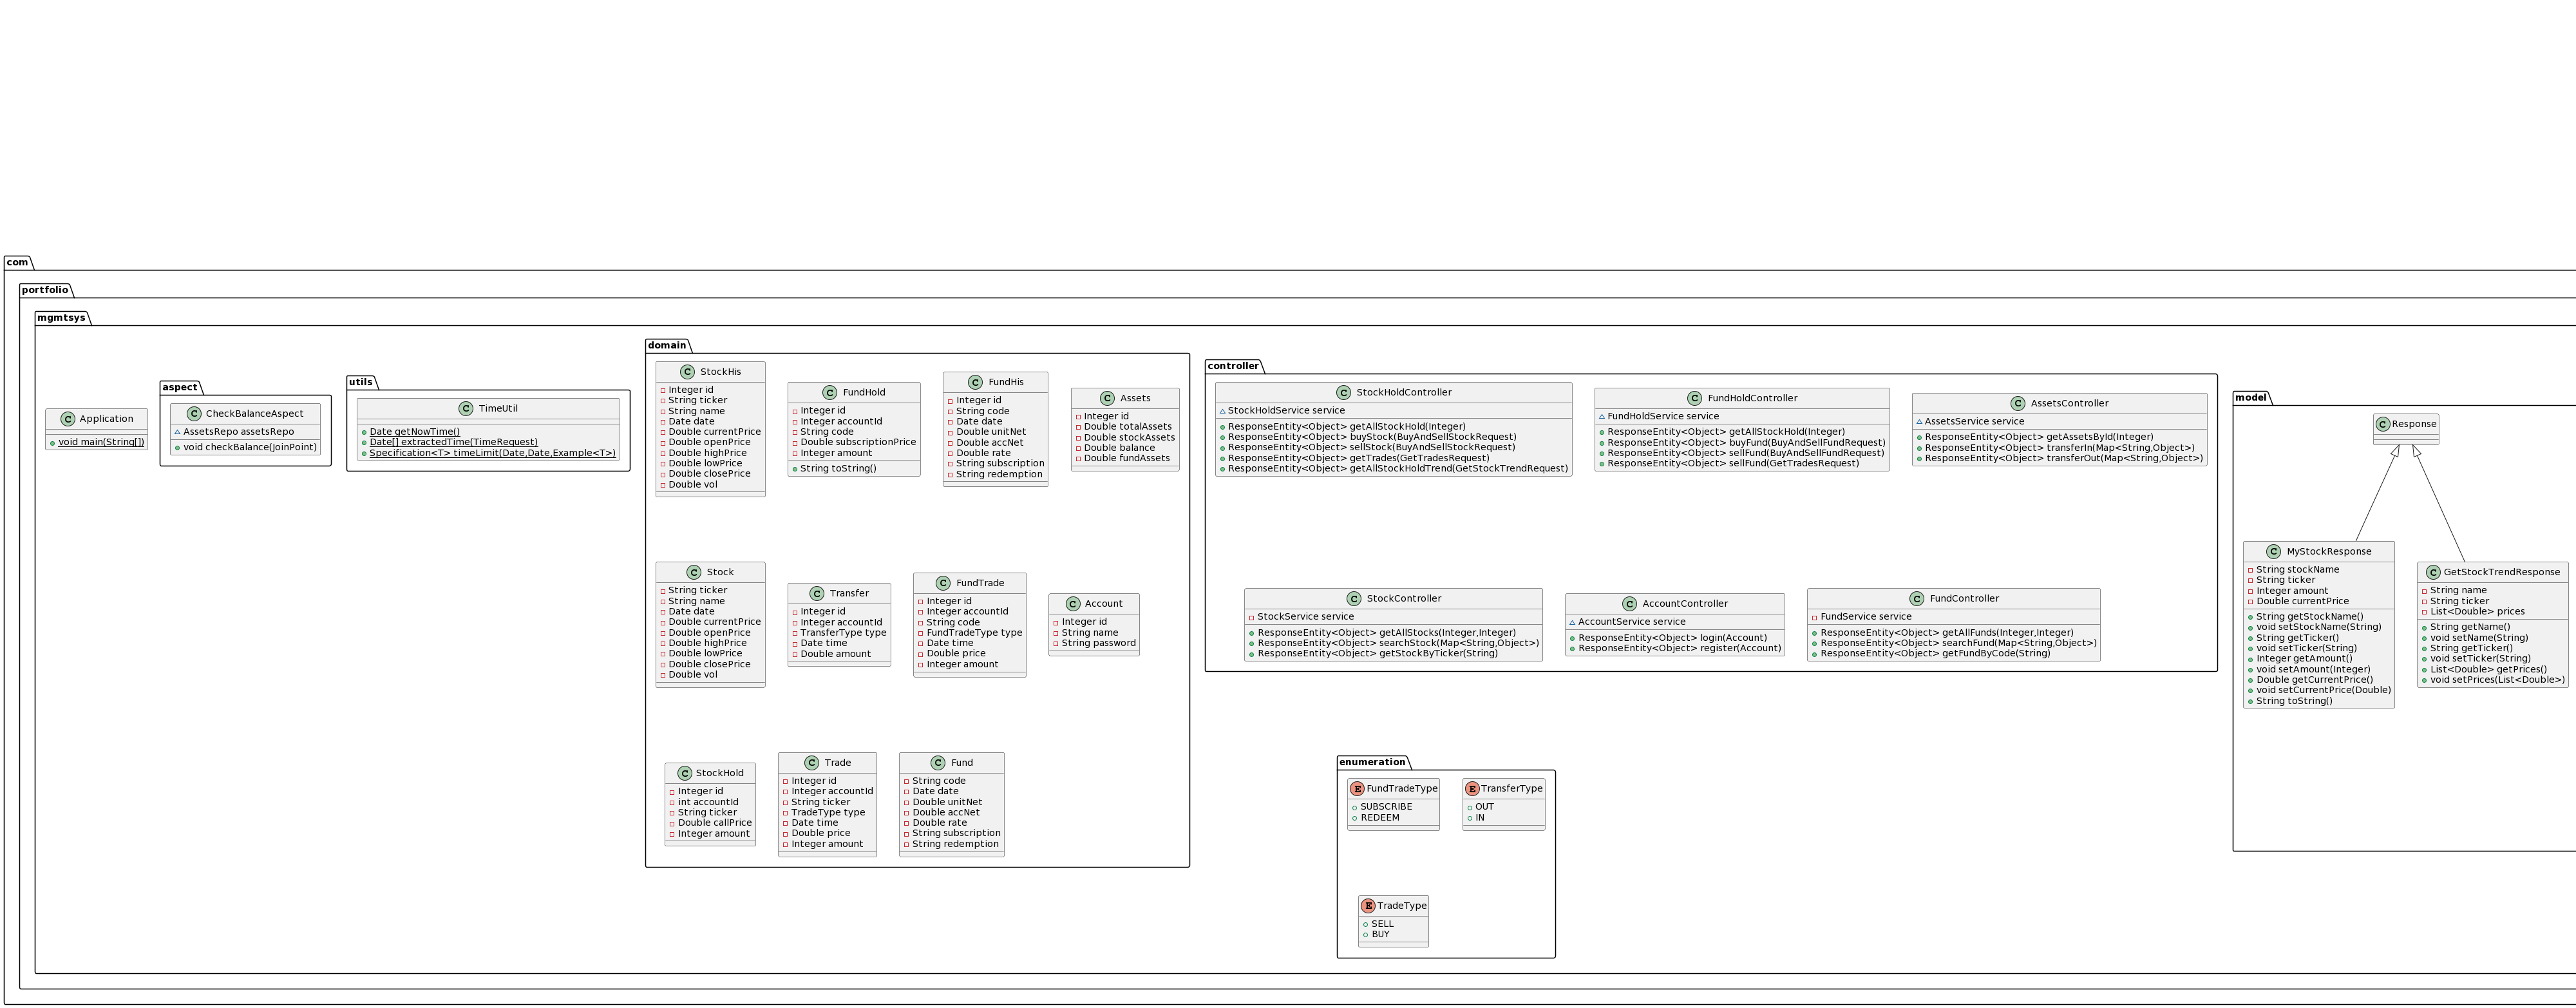 com
portfolio
mgmtsys
C Application
void main(String[])
aspect
C CheckBalanceAspect
AssetsRepo assetsRepo
void checkBalance(JoinPoint)
utils
C TimeUtil
Date getNowTime()
Date[] extractedTime(TimeRequest)
Specification<T> timeLimit(Date,Date,Example<T>)
domain
C StockHis
Integer id
String ticker
String name
Date date
Double currentPrice
Double openPrice
Double highPrice
Double lowPrice
Double closePrice
Double vol
C FundHold
Integer id
Integer accountId
String code
Double subscriptionPrice
Integer amount
String toString()
C FundHis
Integer id
String code
Date date
Double unitNet
Double accNet
Double rate
String subscription
String redemption
C Assets
Integer id
Double totalAssets
Double stockAssets
Double balance
Double fundAssets
C Stock
String ticker
String name
Date date
Double currentPrice
Double openPrice
Double highPrice
Double lowPrice
Double closePrice
Double vol
C Transfer
Integer id
Integer accountId
TransferType type
Date time
Double amount
C FundTrade
Integer id
Integer accountId
String code
FundTradeType type
Date time
Double price
Integer amount
C Account
Integer id
String name
String password
C StockHold
Integer id
int accountId
String ticker
Double callPrice
Integer amount
C Trade
Integer id
Integer accountId
String ticker
TradeType type
Date time
Double price
Integer amount
C Fund
String code
Date date
Double unitNet
Double accNet
Double rate
String subscription
String redemption
controller
C StockHoldController
StockHoldService service
ResponseEntity<Object> getAllStockHold(Integer)
ResponseEntity<Object> buyStock(BuyAndSellStockRequest)
ResponseEntity<Object> sellStock(BuyAndSellStockRequest)
ResponseEntity<Object> getTrades(GetTradesRequest)
ResponseEntity<Object> getAllStockHoldTrend(GetStockTrendRequest)
C FundHoldController
FundHoldService service
ResponseEntity<Object> getAllStockHold(Integer)
ResponseEntity<Object> buyFund(BuyAndSellFundRequest)
ResponseEntity<Object> sellFund(BuyAndSellFundRequest)
ResponseEntity<Object> sellFund(GetTradesRequest)
C AssetsController
AssetsService service
ResponseEntity<Object> getAssetsById(Integer)
ResponseEntity<Object> transferIn(Map<String,Object>)
ResponseEntity<Object> transferOut(Map<String,Object>)
C StockController
StockService service
ResponseEntity<Object> getAllStocks(Integer,Integer)
ResponseEntity<Object> searchStock(Map<String,Object>)
ResponseEntity<Object> getStockByTicker(String)
C AccountController
AccountService service
ResponseEntity<Object> login(Account)
ResponseEntity<Object> register(Account)
C FundController
FundService service
ResponseEntity<Object> getAllFunds(Integer,Integer)
ResponseEntity<Object> searchFund(Map<String,Object>)
ResponseEntity<Object> getFundByCode(String)
enumeration
E FundTradeType
SUBSCRIBE
REDEEM
E TransferType
OUT
IN
E TradeType
SELL
BUY
model
C Response
C MyStockResponse
String stockName
String ticker
Integer amount
Double currentPrice
String getStockName()
void setStockName(String)
String getTicker()
void setTicker(String)
Integer getAmount()
void setAmount(Integer)
Double getCurrentPrice()
void setCurrentPrice(Double)
String toString()
C GetStockTrendResponse
String name
String ticker
List<Double> prices
String getName()
void setName(String)
String getTicker()
void setTicker(String)
List<Double> getPrices()
void setPrices(List<Double>)